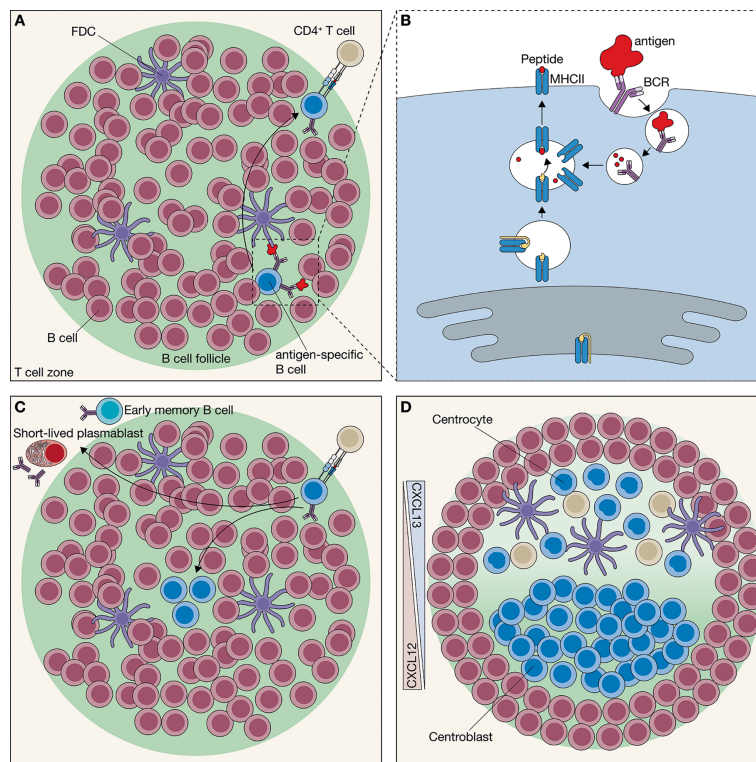 A
FDC
CD4⁺ T cell
B cell
B cell follicle
antigen-specific
B cell
T cell zone
B
antigen
Peptide
MHCII
BCR
C
Early memory B cell
Short-lived plasmablast
D
Centrocyte
CXCL13
CXCL12
Centroblast